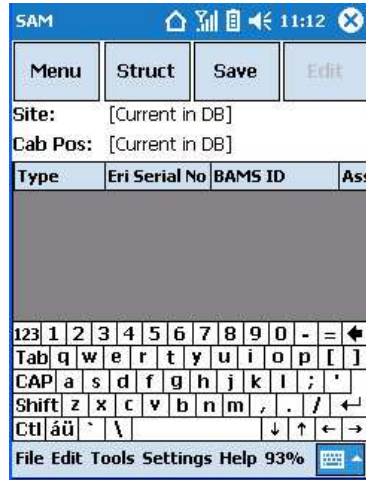 SAM 11:12
Menu Struct Save Edit
Site: [Current in DB]
Cab Pos: [Current in DB]
Type Eri Serial No BAMS ID Ass
123 1 2 3 4 5 6 7 8 9 0 - =
Tab q w e r t y u i o p [ ]
CAP a s d f g h j k l ; '
Shift z x c v b n m , . /
Ctl áü ` \
File Edit Tools Settings Help 93%